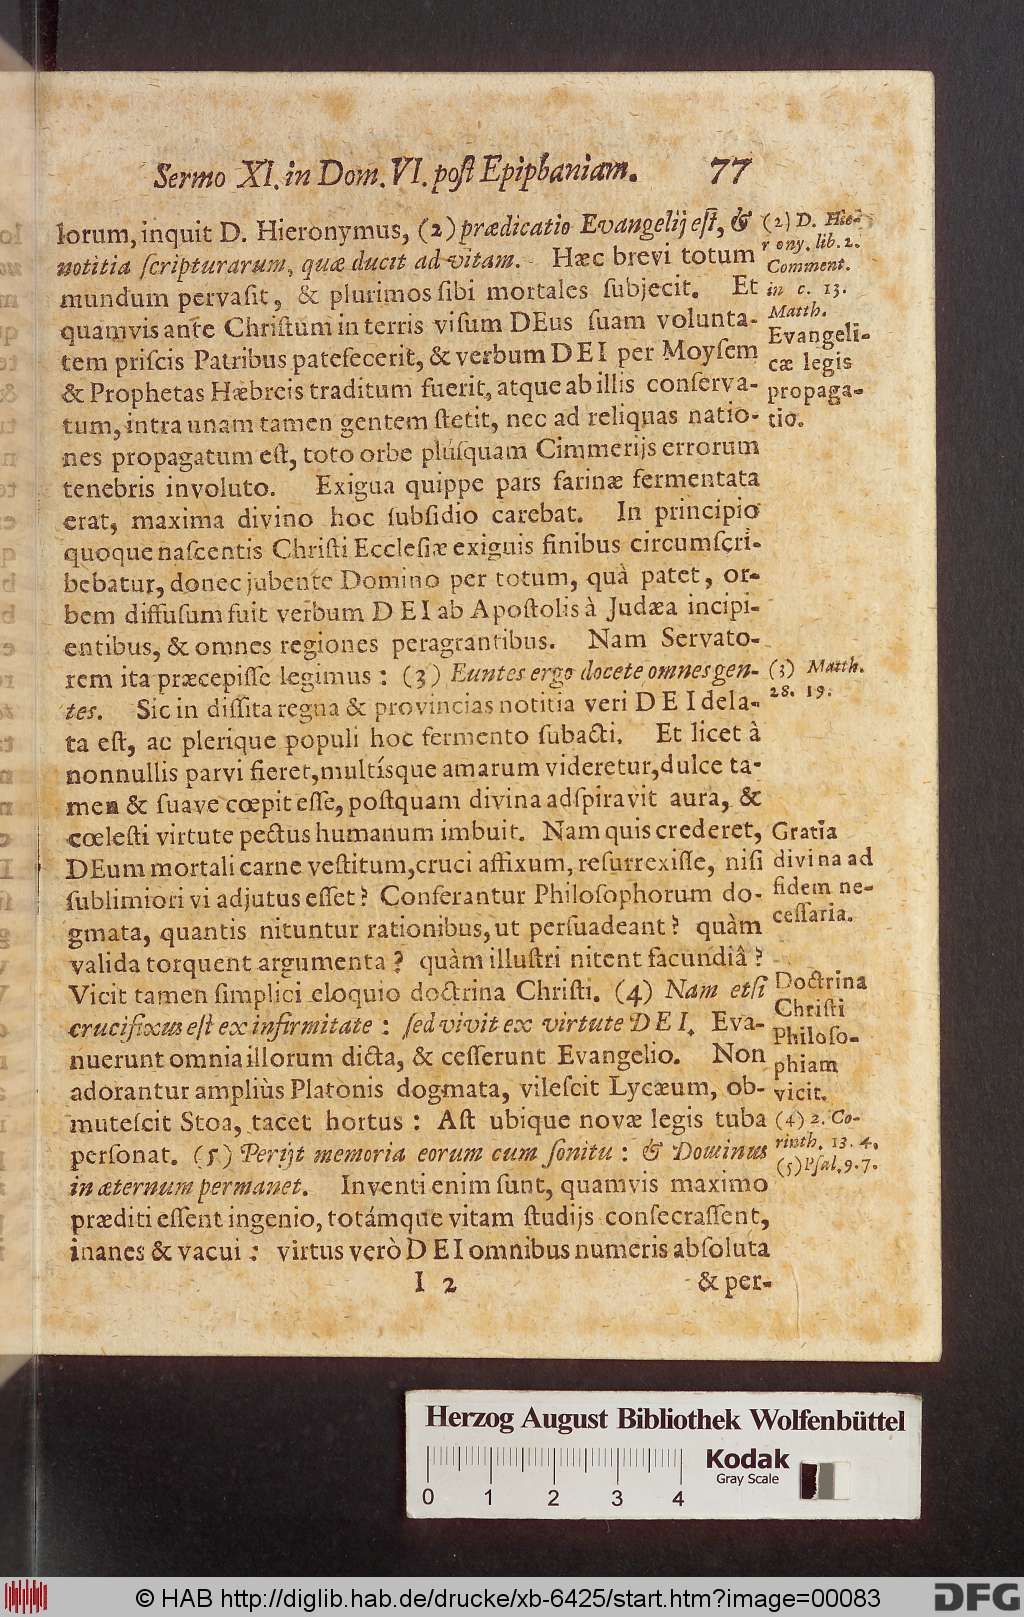 Sermo XI. in Dom. VI. post Epiphaniam. 77
lorum, inquit D. Hieronymus, (2) prædicatio Evangelij est, &
notitia ſcripturarum, quæ ducit ad vitam. Hæc brevi totum
mundum pervaſit, & plurimos ſibi mortales ſubjecit. Et
quamvis ante Chriſtum in terris viſum DEus ſuam volunta-
tem priſcis Patribus patefecerit, & verbum DEI per Moyſem
& Prophetas Hæbreis traditum fuerit, atque ab illis conſerva-
tum, intra unam tamen gentem ſtetit, nec ad reliquas natio-
nes propagatum eſt, toto orbe plúſquam Cimmerijs errorum
tenebris involuto. Exigua quippe pars farinæ fermentata
erat, maxima divino hoc ſubſidio carebat. In principio
quoque naſcentis Chriſti Eccleſiæ exiguis finibus circumſcri-
bebatur, donec jubente Domino per totum, quà patet, or-
bem diffuſum fuit verbum DEI ab Apoſtolis à Judæa incipi-
entibus, & omnes regiones peragrantibus. Nam Servato-
rem ita præcepiſſe legimus: (3) Euntes ergo docete omnes gen-
tes. Sic in diſſita regna & provincias notitia veri DEI dela-
ta eſt, ac plerique populi hoc fermento ſubacti. Et licet à
nonnullis parvi fieret, multíſque amarum videretur, dulce ta-
men & ſuave cœpit eſſe, poſtquam divina adſpiravit aura, &
cœleſti virtute pectus humanum imbuit. Nam quis crederet,
DEum mortali carne veſtitum, cruci affixum, reſurrexiſſe, niſi
ſublimiori vi adjutus eſſet? Conferantur Philoſophorum do-
gmata, quantis nituntur rationibus, ut perſuadeant? quàm
valida torquent argumenta? quàm illuſtri nitent facundiâ?
Vicit tamen ſimplici eloquio doctrina Chriſti. (4) Nam etſi
crucifixus eſt ex infirmitate: ſed vivit ex virtute DEI. Eva-
nuerunt omnia illorum dicta, & ceſſerunt Evangelio. Non
adorantur ampliùs Platonis dogmata, vileſcit Lycæum, ob-
muteſcit Stoa, tacet hortus: Aſt ubique novæ legis tuba
perſonat. (5) Perijt memoria eorum cum ſonitu: & Dominus
in æternum permanet. Inventi enim ſunt, quamvis maximo
præditi eſſent ingenio, totámque vitam ſtudijs conſecraſſent,
inanes & vacui: virtus verò DEI omnibus numeris abſoluta
I 2 & per-
(2) D. Hie-
rony. lib. 2.
Comment.
in c. 13.
Matth.
Evangeli-
cæ legis
propaga-
tio.
(3) Matth.
28. 19.
Gratia
divina ad
fidem ne-
ceſſaria.
Doctrina
Chriſti
Philoſo-
phiam
vicit.
(4) 2. Co-
rinth. 13. 4.
(5) Pſal. 9. 7.
Herzog August Bibliothek Wolfenbüttel
Kodak
Gray Scale
0 1 2 3 4
© HAB http://diglib.hab.de/drucke/xb-6425/start.htm?image=00083
DFG